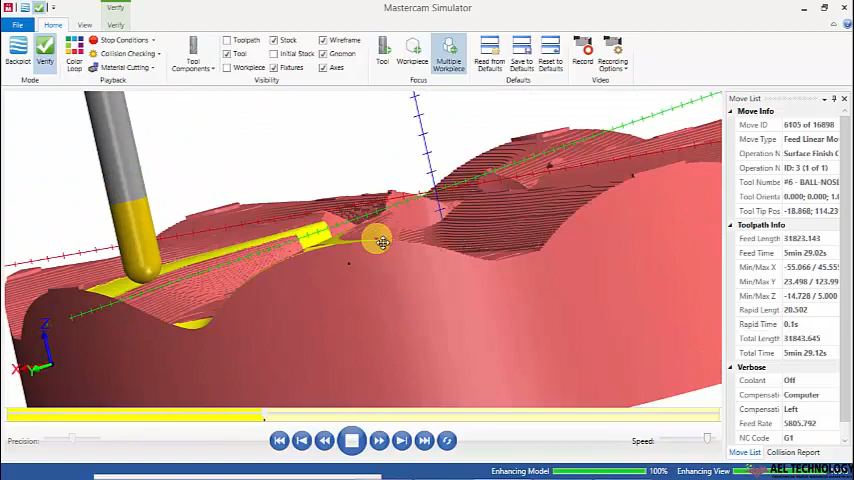 Verify
Mastercam Simulator
File Home View Verify
Backplot
Verify
Mode
Color Loop
Stop Conditions
Collision Checking
Material Cutting
Playback
Tool Components
Toolpath
Tool
Workpiece
Stock
Initial Stock
Fixtures
Wireframe
Gnomon
Axes
Visibility
Tool
Workpiece
Multiple Workpiece
Focus
Read from Defaults
Save to Defaults
Reset to Defaults
Defaults
Record
Recording Options
Video
Move List
Move Info
Move ID 6105 of 16898
Move Type Feed Linear Mo
Operation N Surface Finish C
Operation N ID: 3 (1 of 1)
Tool Number #6 - BALL-NOSE
Tool Orient 0.000; 0.000; 1.0
Tool Tip Pos -18.868; 114.23
Toolpath Info
Feed Length 31823.143
Feed Time 5min 29.02s
Min/Max X -55.066 / 45.55
Min/Max Y 23.498 / 123.99
Min/Max Z -14.728 / 5.000
Rapid Leng 20.502
Rapid Time 0.1s
Total Length 31843.645
Total Time 5min 29.12s
Verbose
Coolant Off
Compensati Computer
Compensati Left
Feed Rate 5805.792
NC Code G1
Move List Collision Report
Z
X
Y
Precision:
Speed:
Enhancing Model 100% Enhancing View
AEL TECHNOLOGY